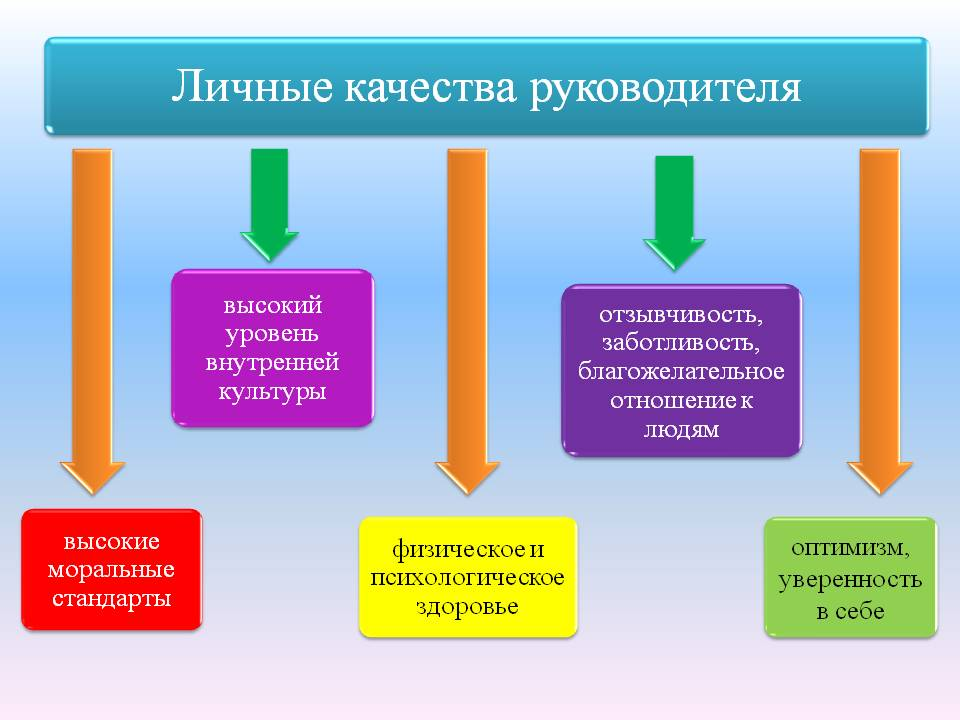 Личные качества руководителя
высокий
уровень
внутренней
культуры
отзывчивость,
заботливость,
благожелательное
отношение к
людям
высокие
моральные
стандарты
физическое и
психологическое
здоровье
оптимизм,
уверенность
в себе